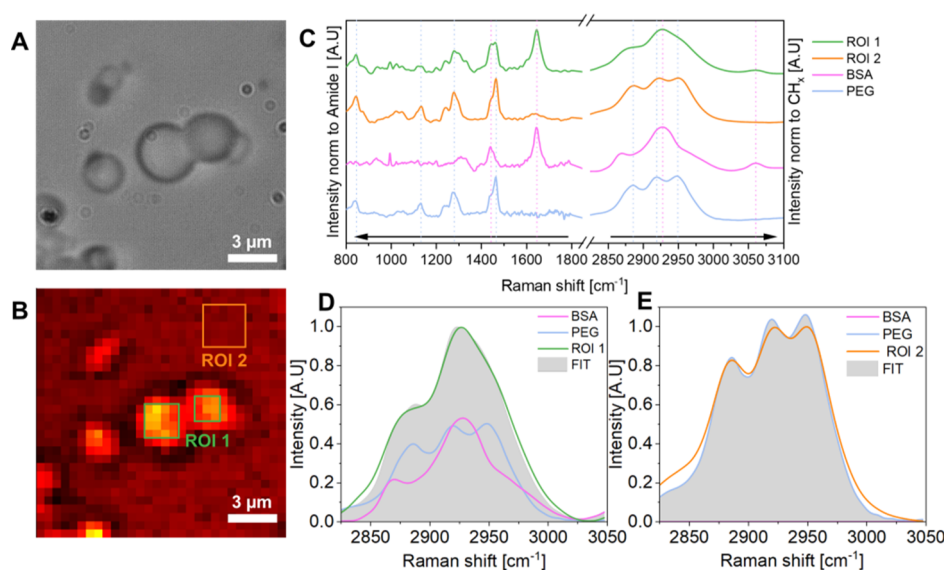 A
3 µm
B
ROI 2
ROI 1
3 µm
C
Intensity norm to Amide I [A.U]
Intensity norm to CHx [A.U]
ROI 1
ROI 2
BSA
PEG
800 1000 1200 1400 1600 1800 2850 2900 2950 3000 3050 3100
Raman shift [cm-1]
D
BSA
PEG
ROI 1
FIT
Intensity [A.U]
1.0
0.8
0.6
0.4
0.2
0.0
2850 2900 2950 3000 3050
Raman shift [cm-1]
E
BSA
PEG
ROI 2
FIT
Intensity [A.U]
1.0
0.8
0.6
0.4
0.2
0.0
2850 2900 2950 3000 3050
Raman shift [cm-1]